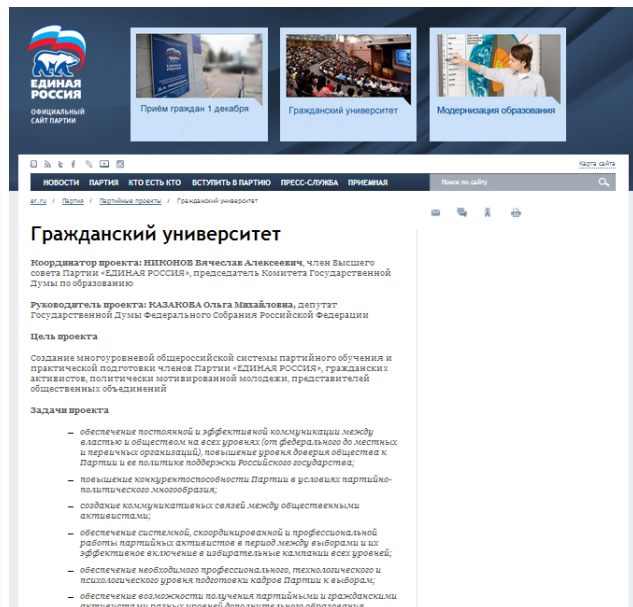 ЕДИНАЯ
РОССИЯ
ОФИЦИАЛЬНЫЙ
САЙТ ПАРТИИ
Приём граждан 1 декабря
Гражданский университет
Модернизация образования
Карта сайта
НОВОСТИ ПАРТИЯ КТО ЕСТЬ КТО ВСТУПИТЬ В ПАРТИЮ ПРЕСС-СЛУЖБА ПРИЕМНАЯ Поиск по сайту
er.ru / Партия / Партийные проекты / Гражданский университет
Гражданский университет
Координатор проекта: НИКОНОВ Вячеслав Алексеевич, член Высшего
совета Партии «ЕДИНАЯ РОССИЯ», председатель Комитета Государственной
Думы по образованию
Руководитель проекта: КАЗАКОВА Ольга Михайловна, депутат
Государственной Думы Федерального Собрания Российской Федерации
Цель проекта
Создание многоуровневой общероссийской системы партийного обучения и
практической подготовки членов Партии «ЕДИНАЯ РОССИЯ», гражданских
активистов, политически мотивированной молодежи, представителей
общественных объединений
Задачи проекта
– обеспечение постоянной и эффективной коммуникации между
властью и обществом на всех уровнях (от федерального до местных
и первичных организаций), повышение уровня доверия общества к
Партии и ее политике поддержки Российского государства;
– повышение конкурентоспособности Партии в условиях партийно-
политического многообразия;
– создание коммуникативных связей между общественными
активистами;
– обеспечение системной, скоординированной и профессиональной
работы партийных активистов в период между выборами и их
эффективное включение в избирательные кампании всех уровней;
– обеспечение необходимого профессионального, технологического и
психологического уровня подготовки кадров Партии к выборам;
– обеспечение возможности получения партийными и гражданскими
активистами разных уровней дополнительного образования